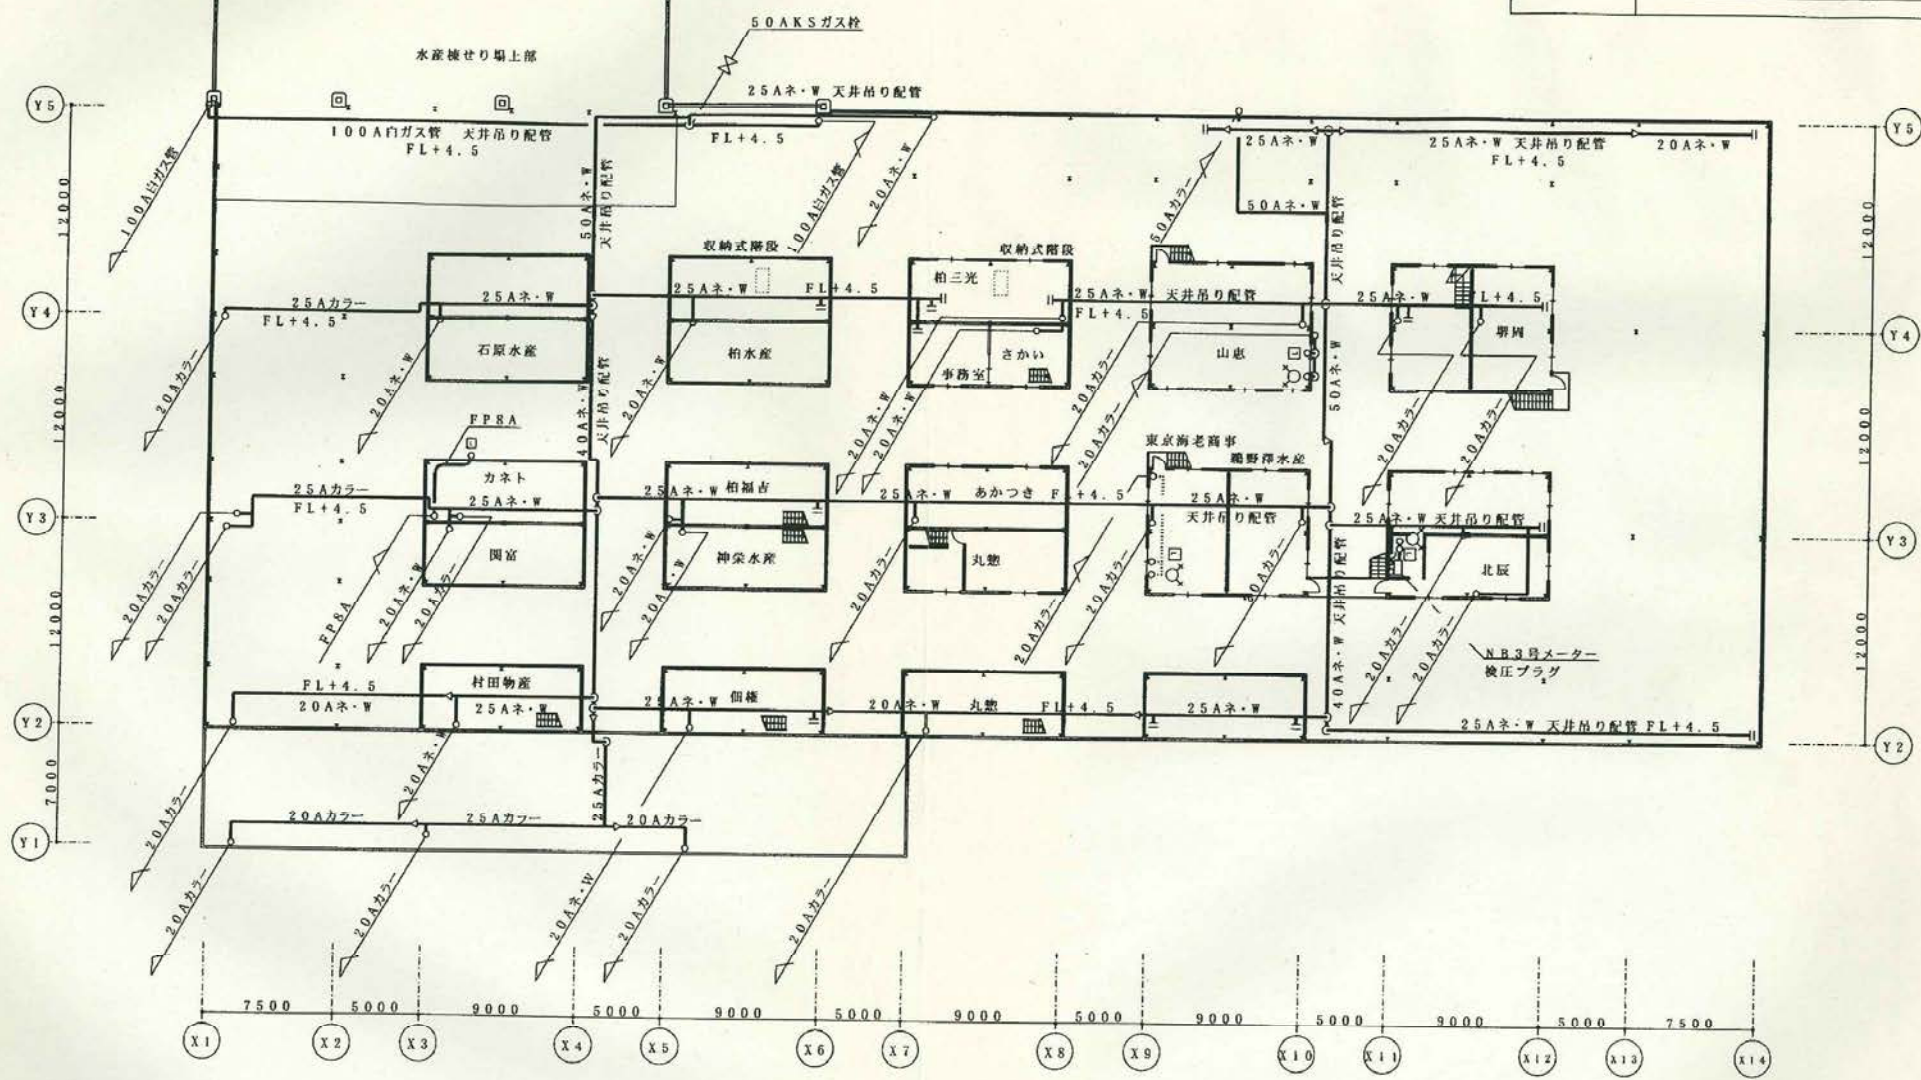 50AKSガス栓
水産棟せり場上部
25Aネ・W 天井吊り配管
Y5
100A白ガス管 天井吊り配管
FL+4.5
FL+4.5
25Aネ・W
25Aネ・W 天井吊り配管
FL+4.5
20Aネ・W
Y5
100A白ガス管
50Aネ・W
天井吊り配管
100A白ガス管
20Aネ・W
50Aカラー
50Aネ・W
天井吊り配管
12000
12000
収納式階段
収納式階段
柏三光
25Aカラー
FL+4.5
25Aネ・W
25Aネ・W
FL+4.5
25Aネ・W
天井吊り配管
FL+4.5
25Aネ・W
FL+4.5
Y4
Y4
石原水産
柏水産
事務室
さかい
山恵
堺周
20Aカラー
20Aネ・W
20Aネ・W
20Aネ・W
20Aネ・W
20Aカラー
20Aカラー
20Aカラー
20Aカラー
40Aネ・W
天井吊り配管
50Aネ・W
12000
12000
FP8A
カネト
東京海老商事
鵜野澤水産
25Aカラー
FL+4.5
25Aネ・W
25Aネ・W
柏福吉
25Aネ・W
あかつき
FL+4.5
25Aネ・W
天井吊り配管
25Aネ・W 天井吊り配管
Y3
Y3
関富
神栄水産
丸惣
北辰
20Aカラー
20Aカラー
FP8A
20Aネ・W
20Aカラー
20Aネ・W
20Aネ・W
20Aカラー
20Aカラー
20Aカラー
20Aカラー
40Aネ・W 天井吊り配管
20Aカラー
20Aカラー
NB3号メーター
検圧プラグ
12000
12000
FL+4.5
20Aネ・W
村田物産
25Aネ・W
25Aネ・W
佃権
20Aネ・W
丸惣
FL+4.5
25Aネ・W
25Aネ・W 天井吊り配管 FL+4.5
Y2
Y2
20Aカラー
20Aネ・W
25Aカラー
7000
20Aカラー
25Aカラー
20Aカラー
Y1
20Aカラー
20Aカラー
20Aネ・W
20Aカラー
20Aカラー
7500
5000
9000
5000
9000
5000
9000
5000
9000
5000
9000
5000
7500
X1
X2
X3
X4
X5
X6
X7
X8
X9
X10
X11
X12
X13
X14